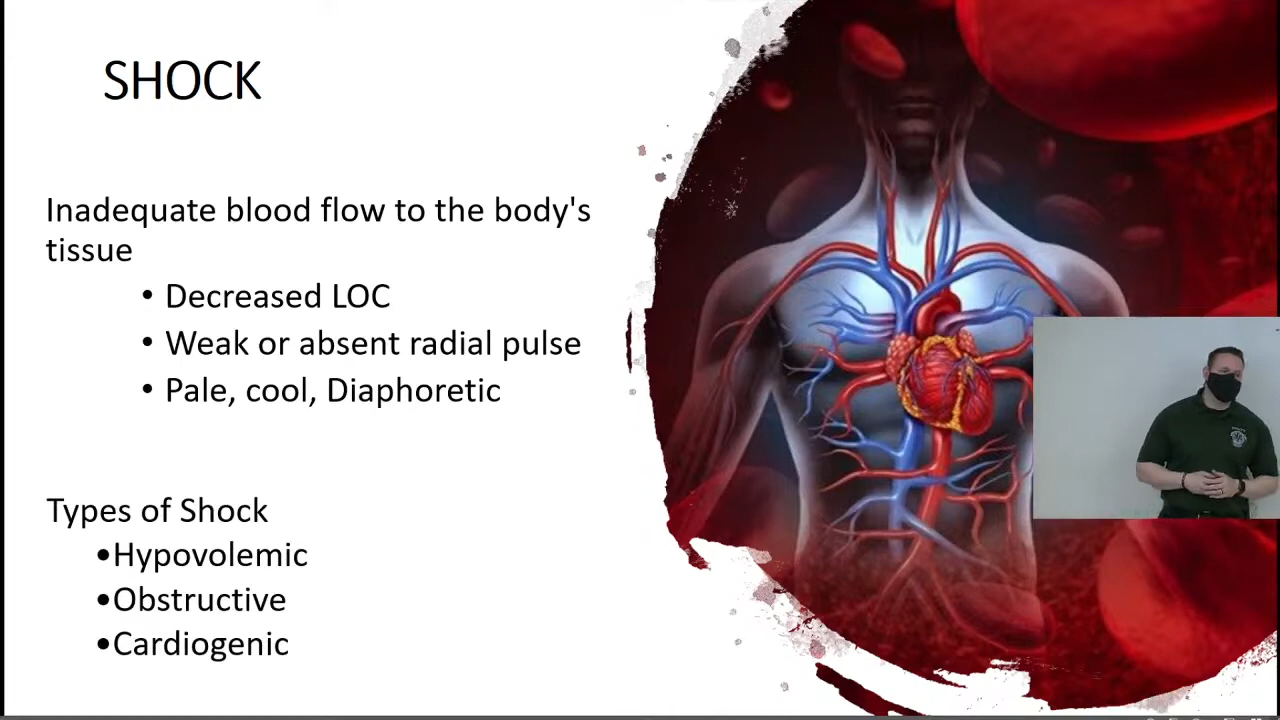 SHOCK
Inadequate blood flow to the body's
tissue
• Decreased LOC
• Weak or absent radial pulse
• Pale, cool, Diaphoretic
Types of Shock
•Hypovolemic
•Obstructive
•Cardiogenic